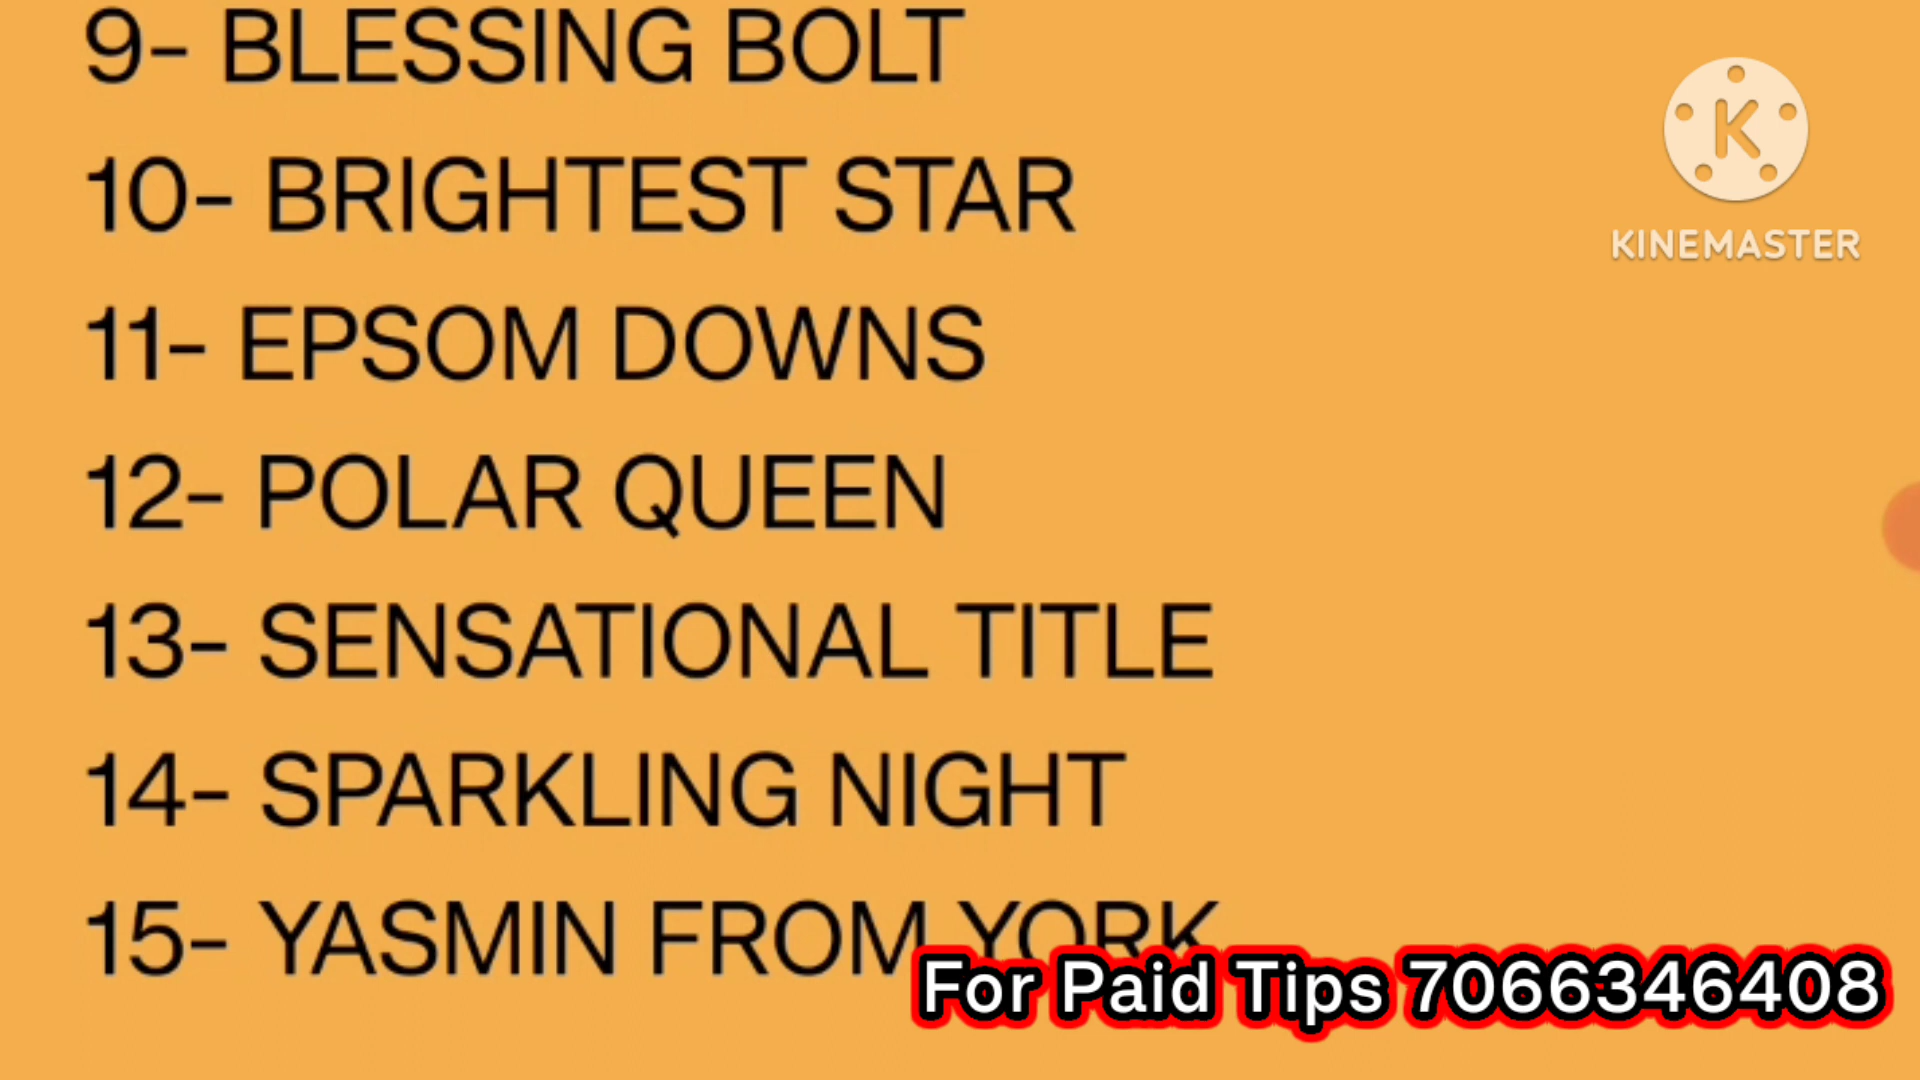 9- BLESSING BOLT
10- BRIGHTEST STAR
11- EPSOM DOWNS
12- POLAR QUEEN
13- SENSATIONAL TITLE
14- SPARKLING NIGHT
15- YASMIN FROM YORK
For Paid Tips 7066346408
K
KINEMASTER